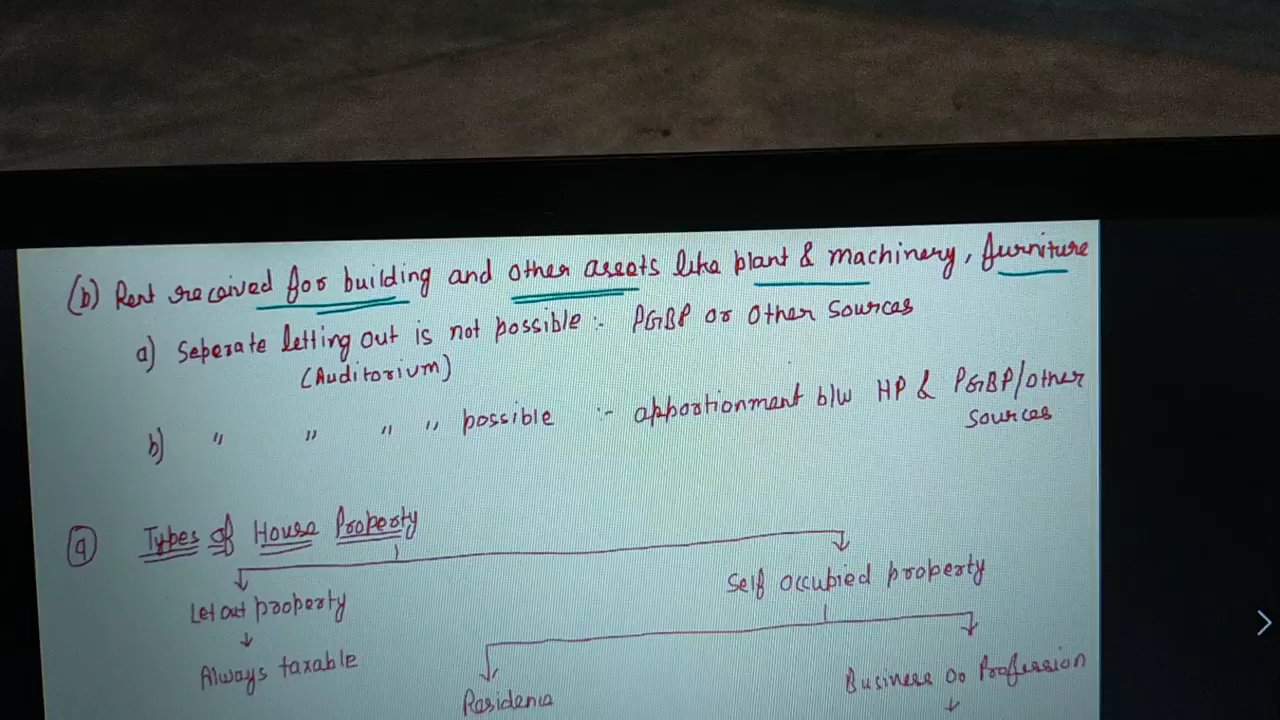 (b) Rent received for building and other assets like plant & machinery, furniture
a) Seperate letting out is not possible :- PGBP or Other Sources
(Auditorium)
b) " " " " possible :- apportionment b/w HP & PGBP/Other
Sources
9 Types of House Property
Let out property
Self occupied property
Always taxable
Residence
Business or Profession